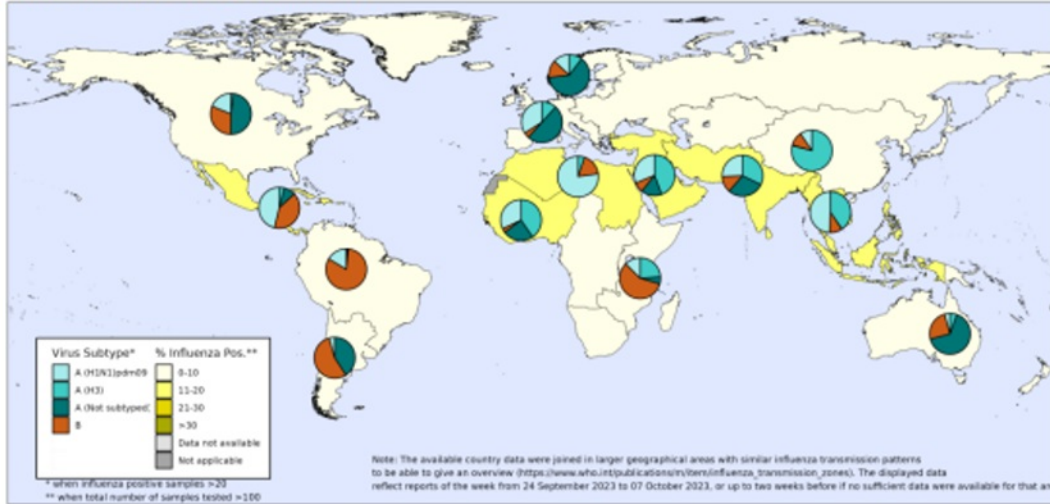 Virus Subtype*
A (H1N1)pdm09
A (H3)
A (Not subtyped)
B
% Influenza Pos.**
0-10
11-20
21-30
>30
Data not available
Not applicable
* when influenza positive samples >20
** when total number of samples tested >100
Note: The available country data were joined in larger geographical areas with similar influenza transmission patterns
to be able to give an overview (https://www.who.int/publications/m/item/influenza_transmission_zones). The displayed data
reflect reports of the week from 24 September 2023 to 07 October 2023, or up to two weeks before if no sufficient data were available for that